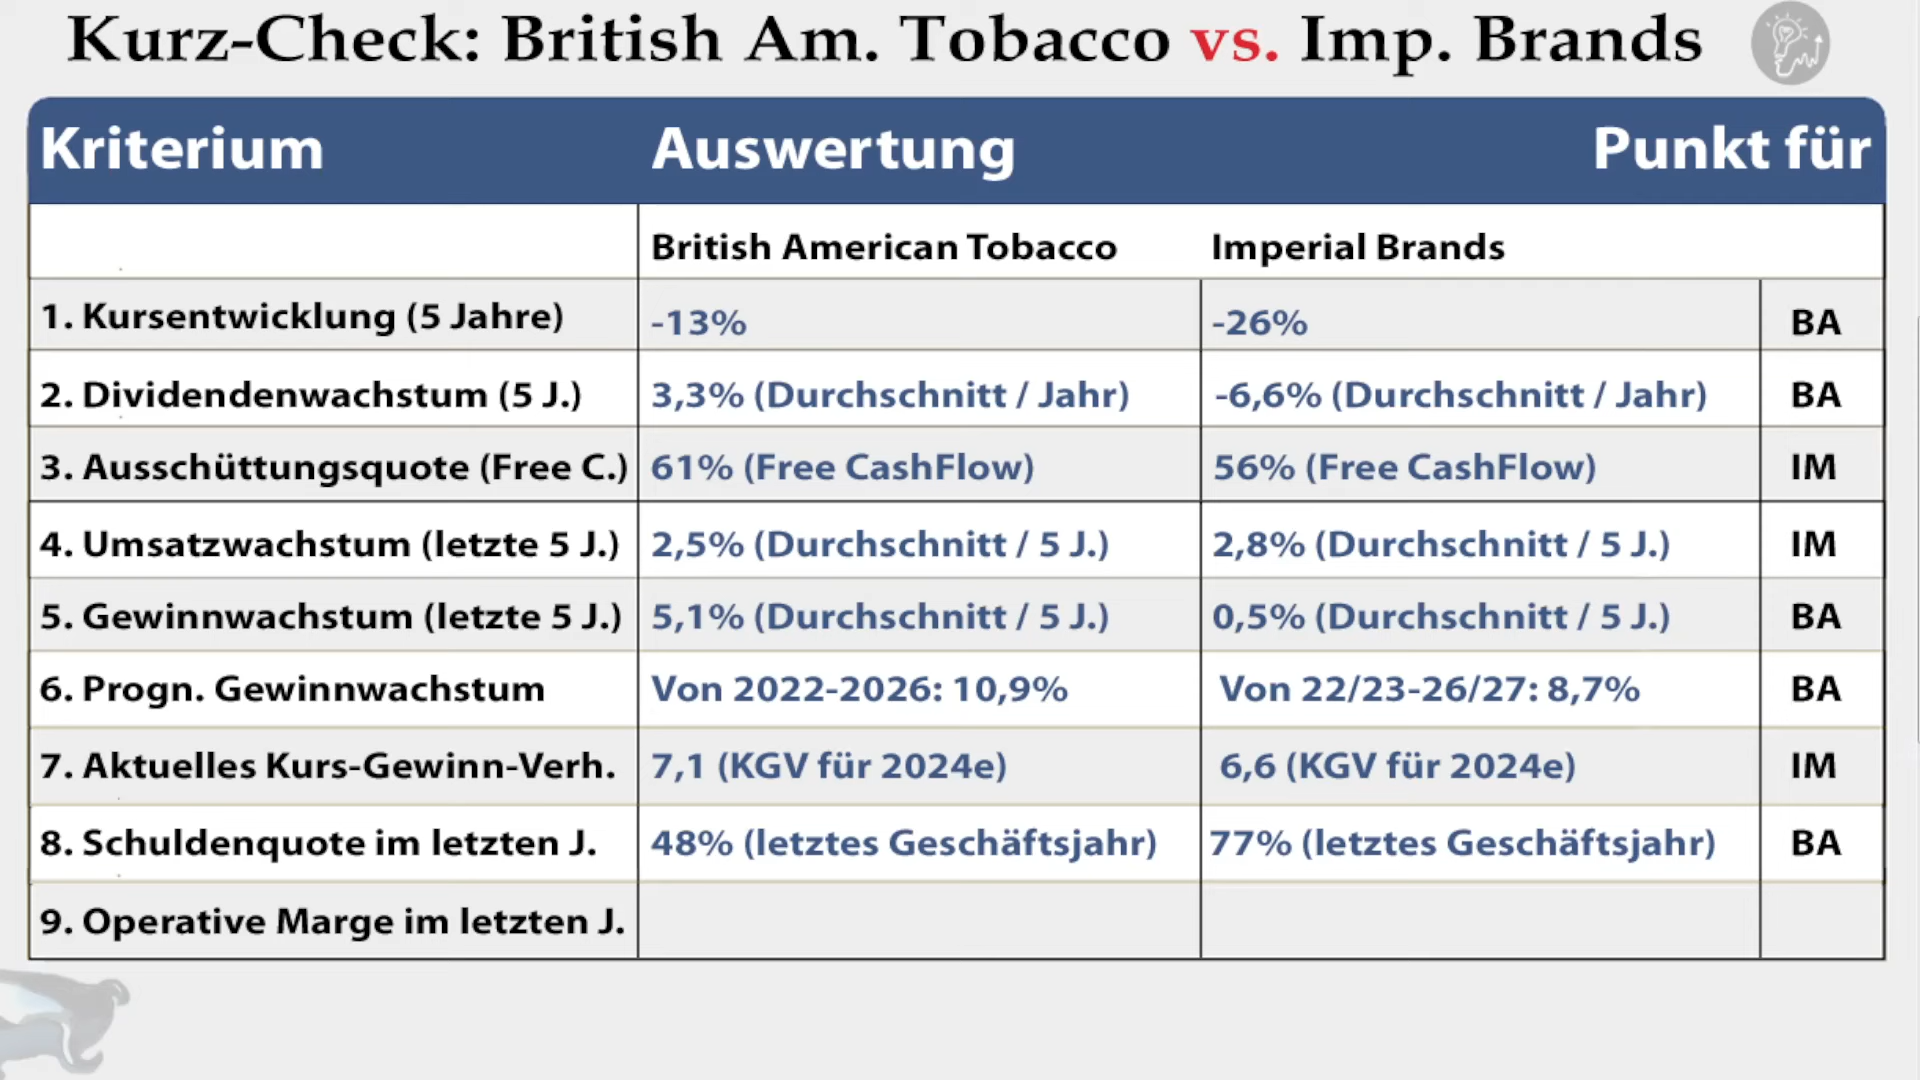 Kurz-Check: British Am. Tobacco vs. Imp. Brands
Kriterium Auswertung Punkt für
British American Tobacco Imperial Brands
1. Kursentwicklung (5 Jahre) -13% -26% BA
2. Dividendenwachstum (5 J.) 3,3% (Durchschnitt / Jahr) -6,6% (Durchschnitt / Jahr) BA
3. Ausschüttungsquote (Free C.) 61% (Free CashFlow) 56% (Free CashFlow) IM
4. Umsatzwachstum (letzte 5 J.) 2,5% (Durchschnitt / 5 J.) 2,8% (Durchschnitt / 5 J.) IM
5. Gewinnwachstum (letzte 5 J.) 5,1% (Durchschnitt / 5 J.) 0,5% (Durchschnitt / 5 J.) BA
6. Progn. Gewinnwachstum Von 2022-2026: 10,9% Von 22/23-26/27: 8,7% BA
7. Aktuelles Kurs-Gewinn-Verh. 7,1 (KGV für 2024e) 6,6 (KGV für 2024e) IM
8. Schuldenquote im letzten J. 48% (letztes Geschäftsjahr) 77% (letztes Geschäftsjahr) BA
9. Operative Marge im letzten J.